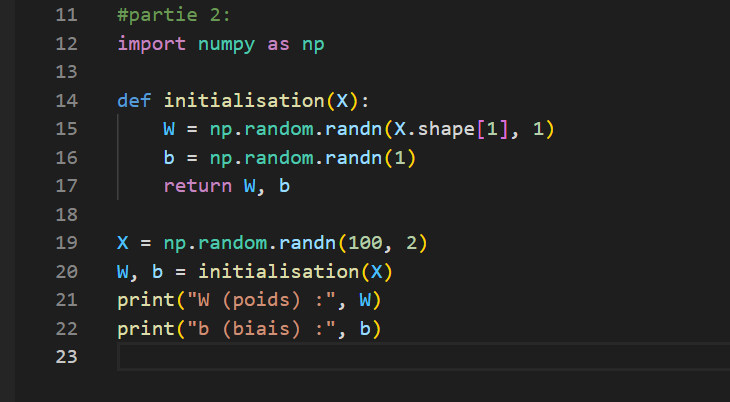 11 #partie 2:
12 import numpy as np
13
14 def initialisation(X):
15     W = np.random.randn(X.shape[1], 1)
16     b = np.random.randn(1)
17     return W, b
18
19 X = np.random.randn(100, 2)
20 W, b = initialisation(X)
21 print("W (poids) :", W)
22 print("b (biais) :", b)
23